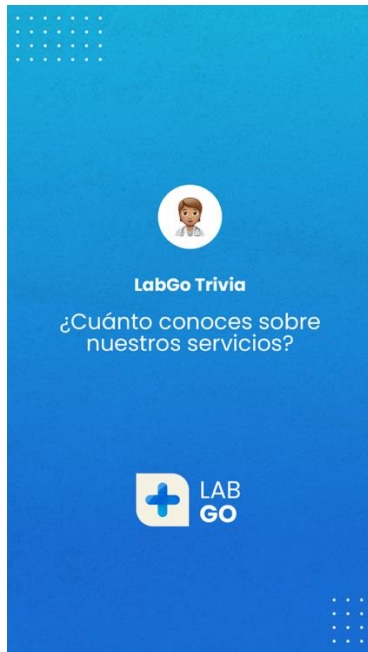 LabGo Trivia
¿Cuánto conoces sobre
nuestros servicios?
LAB
GO